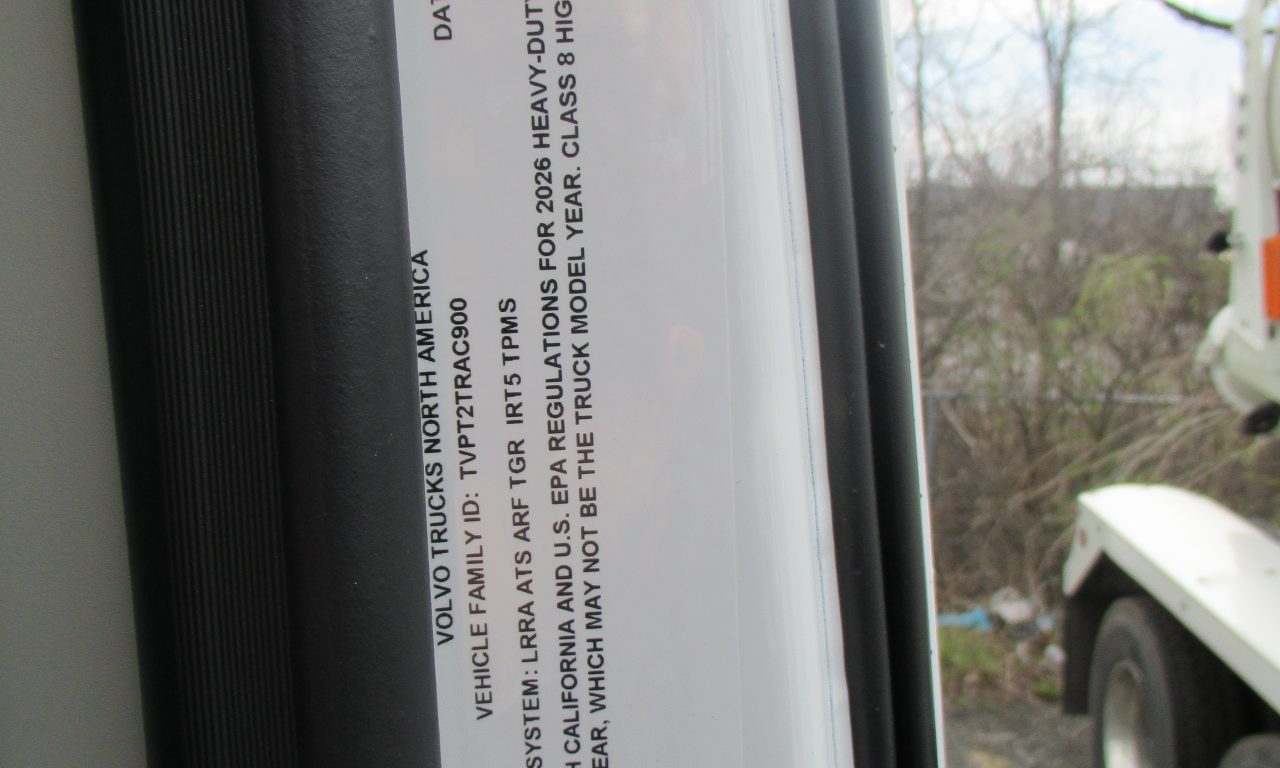 VOLVO TRUCKS NORTH AMERICA
VEHICLE FAMILY ID: TVPT2TRAC900 DAT
SYSTEM: LRRA ATS ARF TGR IRT5 TPMS
H CALIFORNIA AND U.S. EPA REGULATIONS FOR 2026 HEAVY-DUTY
EAR, WHICH MAY NOT BE THE TRUCK MODEL YEAR. CLASS 8 HIG